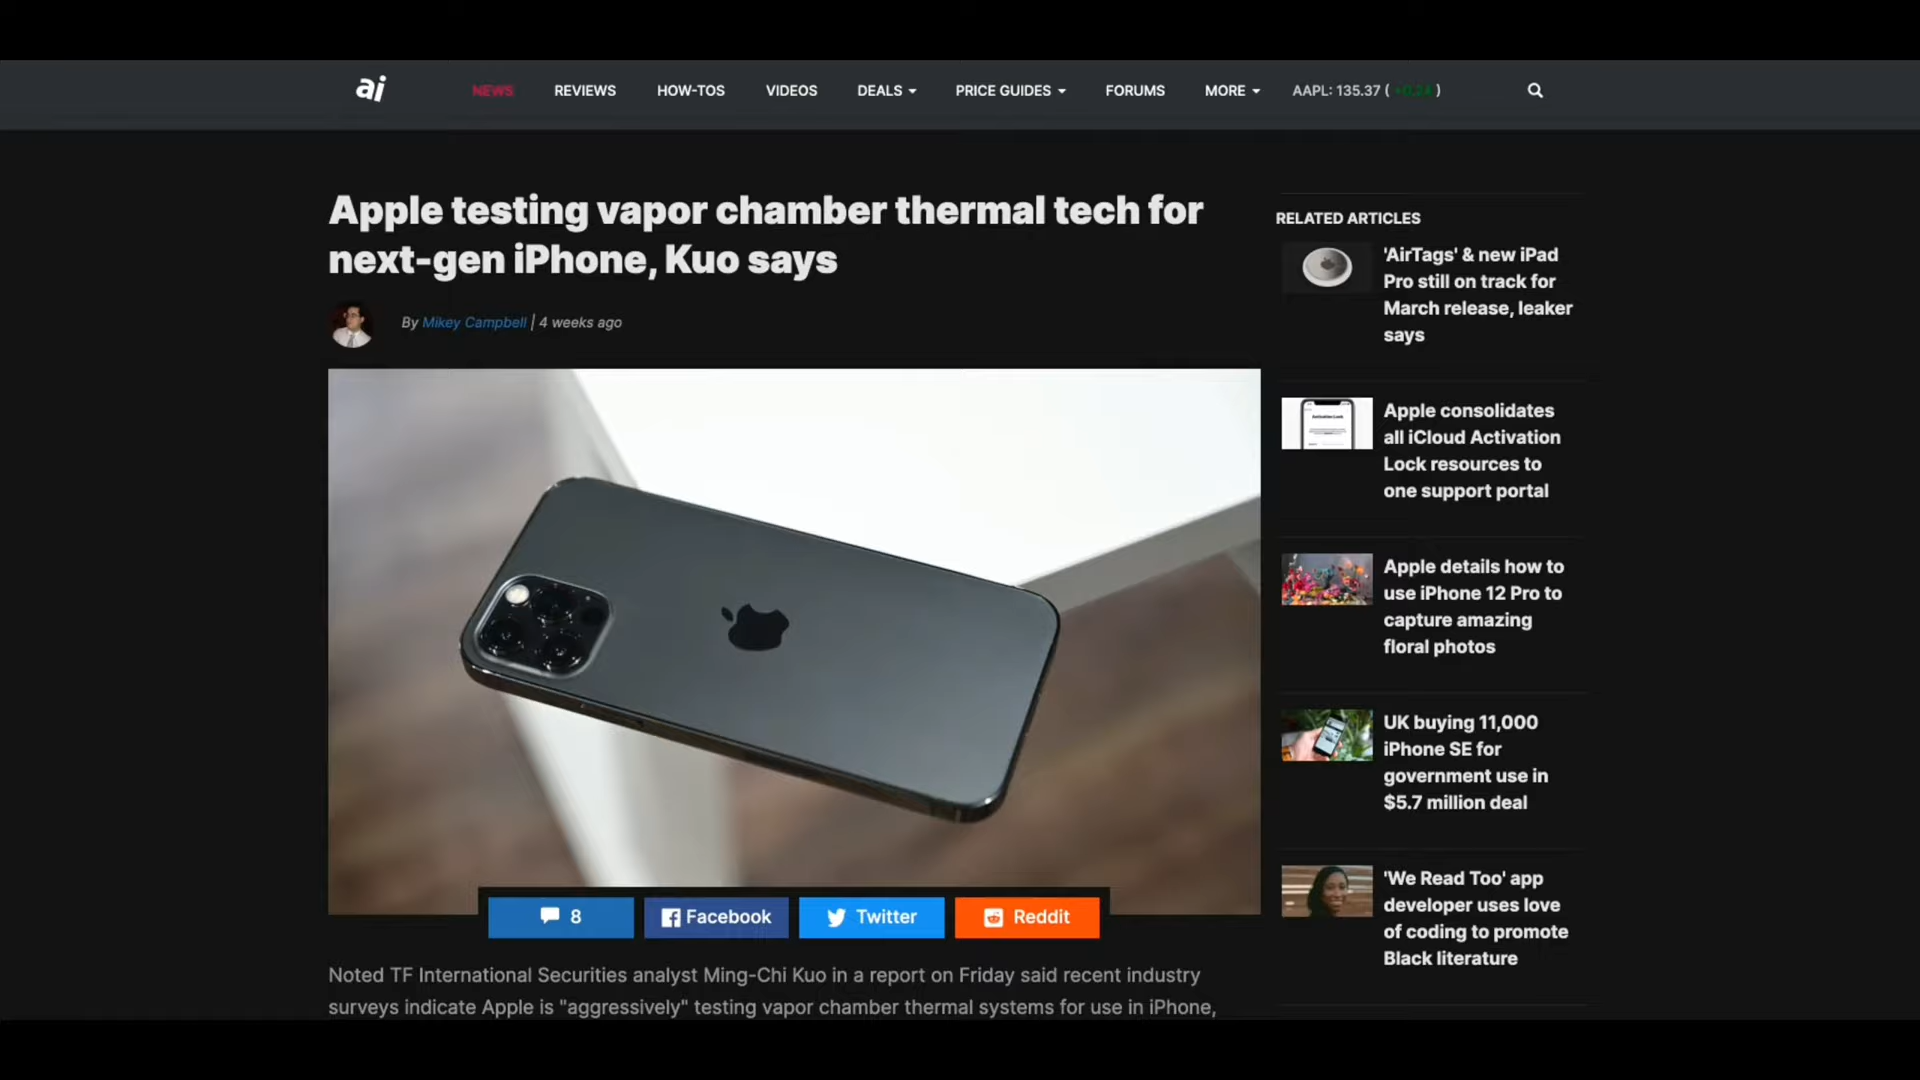 ai
NEWS
REVIEWS
HOW-TOS
VIDEOS
DEALS
PRICE GUIDES
FORUMS
MORE
AAPL: 135.37 ( )
Apple testing vapor chamber thermal tech for
next-gen iPhone, Kuo says
By Mikey Campbell | 4 weeks ago
8
Facebook
Twitter
Reddit
Noted TF International Securities analyst Ming-Chi Kuo in a report on Friday said recent industry
surveys indicate Apple is "aggressively" testing vapor chamber thermal systems for use in iPhone,
RELATED ARTICLES
'AirTags' & new iPad
Pro still on track for
March release, leaker
says
Apple consolidates
all iCloud Activation
Lock resources to
one support portal
Apple details how to
use iPhone 12 Pro to
capture amazing
floral photos
UK buying 11,000
iPhone SE for
government use in
$5.7 million deal
'We Read Too' app
developer uses love
of coding to promote
Black literature